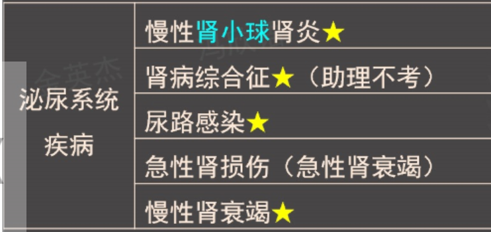 慢性肾小球肾炎★
肾病综合征★（助理不考）
泌尿系统
疾病
尿路感染★
急性肾损伤（急性肾衰竭）
慢性肾衰竭★